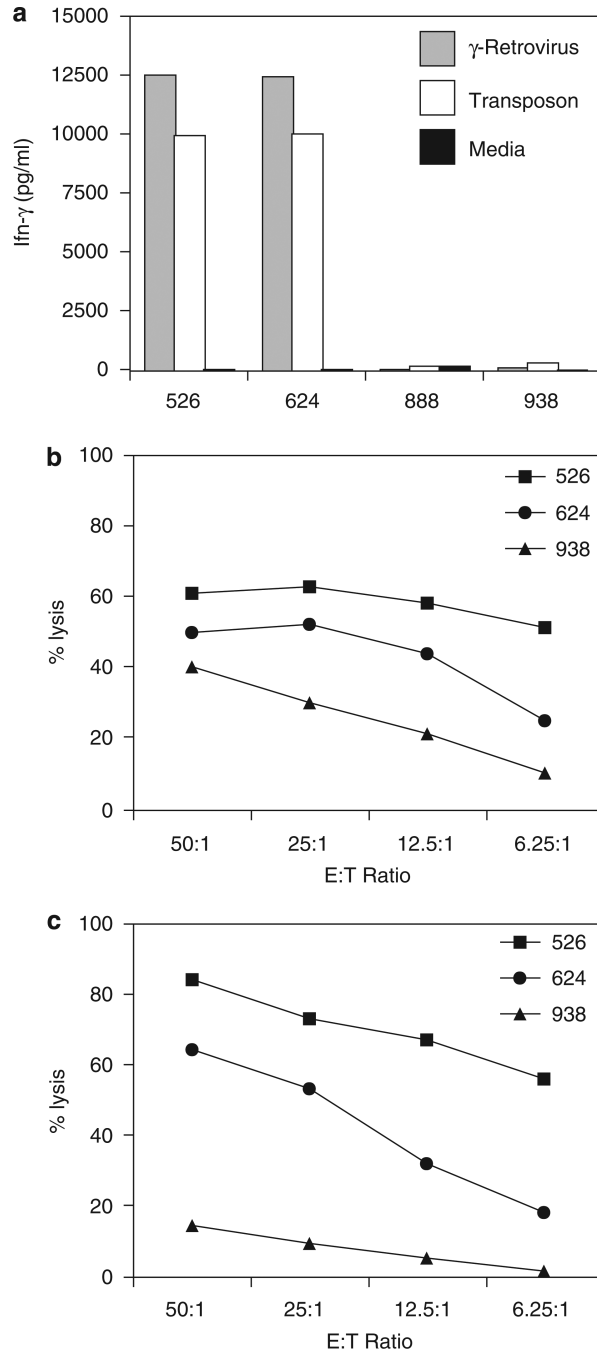 a
15000
12500
10000
7500
5000
2500
0
Ifn-γ (pg/ml)
γ-Retrovirus
Transposon
Media
526 624 888 938
b
100
80
60
40
20
0
% lysis
526
624
938
50:1 25:1 12.5:1 6.25:1
E:T Ratio
c
100
80
60
40
20
0
% lysis
526
624
938
50:1 25:1 12.5:1 6.25:1
E:T Ratio